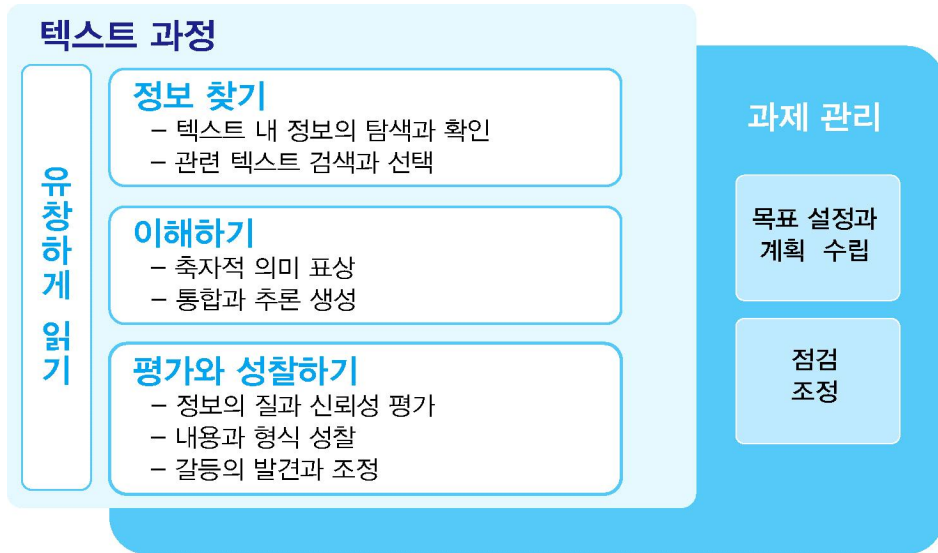 텍스트 과정
유창하게 읽기
정보 찾기
– 텍스트 내 정보의 탐색과 확인
– 관련 텍스트 검색과 선택
이해하기
– 축자적 의미 표상
– 통합과 추론 생성
평가와 성찰하기
– 정보의 질과 신뢰성 평가
– 내용과 형식 성찰
– 갈등의 발견과 조정
과제 관리
목표 설정과
계획 수립
점검
조정